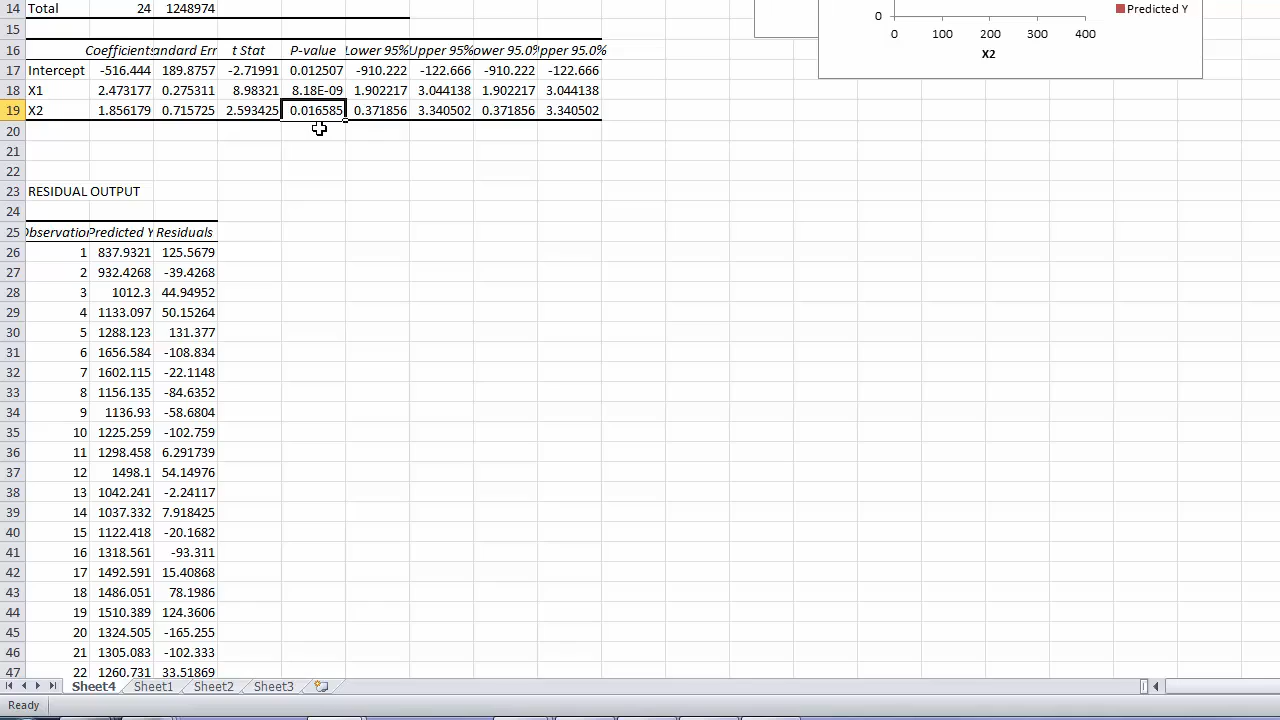 14 Total 24 1248974
Predicted Y
0
0 100 200 300 400
X2
15
16 Coefficients andard Err t Stat P-value Lower 95% Upper 95% ower 95.0% pper 95.0%
17 Intercept -516.444 189.8757 -2.71991 0.012507 -910.222 -122.666 -910.222 -122.666
18 X1 2.473177 0.275311 8.98321 8.18E-09 1.902217 3.044138 1.902217 3.044138
19 X2 1.856179 0.715725 2.593425 0.016585 0.371856 3.340502 0.371856 3.340502
20
21
22
23 RESIDUAL OUTPUT
24
25 Observation Predicted Y Residuals
26 1 837.9321 125.5679
27 2 932.4268 -39.4268
28 3 1012.3 44.94952
29 4 1133.097 50.15264
30 5 1288.123 131.377
31 6 1656.584 -108.834
32 7 1602.115 -22.1148
33 8 1156.135 -84.6352
34 9 1136.93 -58.6804
35 10 1225.259 -102.759
36 11 1298.458 6.291739
37 12 1498.1 54.14976
38 13 1042.241 -2.24117
39 14 1037.332 7.918425
40 15 1122.418 -20.1682
41 16 1318.561 -93.311
42 17 1492.591 15.40868
43 18 1486.051 78.1986
44 19 1510.389 124.3606
45 20 1324.505 -165.255
46 21 1305.083 -102.333
47 22 1260.731 33.51869
Sheet4 Sheet1 Sheet2 Sheet3
Ready